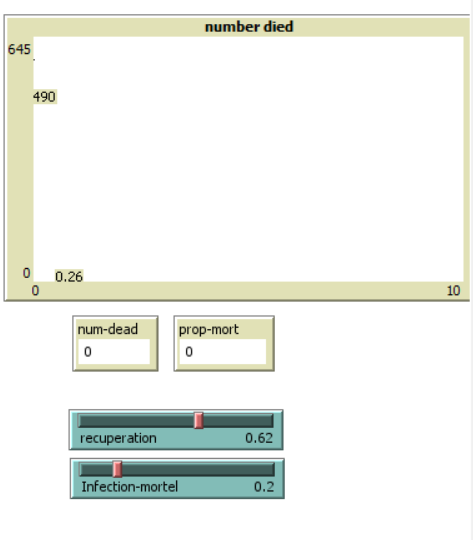 number died
645
490
0
0.26
0
10
num-dead
prop-mort
0
0
recuperation 0.62
Infection-mortel 0.2